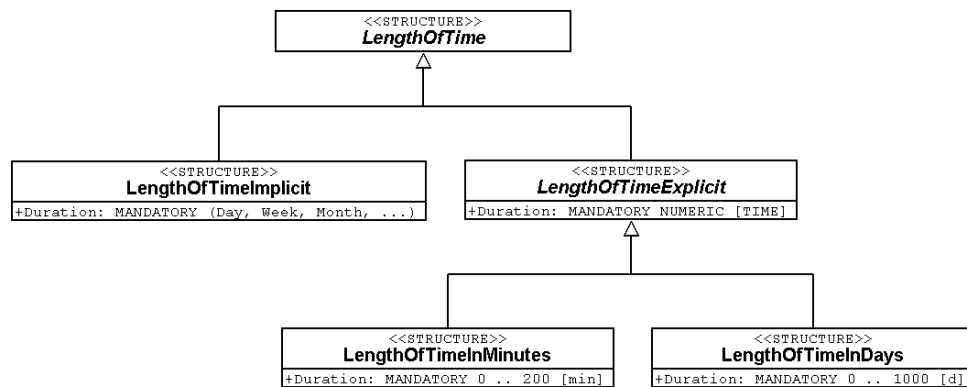 <<STRUCTURE>>
LengthOfTime
<<STRUCTURE>>
LengthOfTimeImplicit
+Duration: MANDATORY (Day, Week, Month, ...)
<<STRUCTURE>>
LengthOfTimeExplicit
+Duration: MANDATORY NUMERIC [TIME]
<<STRUCTURE>>
LengthOfTimeInMinutes
+Duration: MANDATORY 0 .. 200 [min]
<<STRUCTURE>>
LengthOfTimeInDays
+Duration: MANDATORY 0 .. 1000 [d]